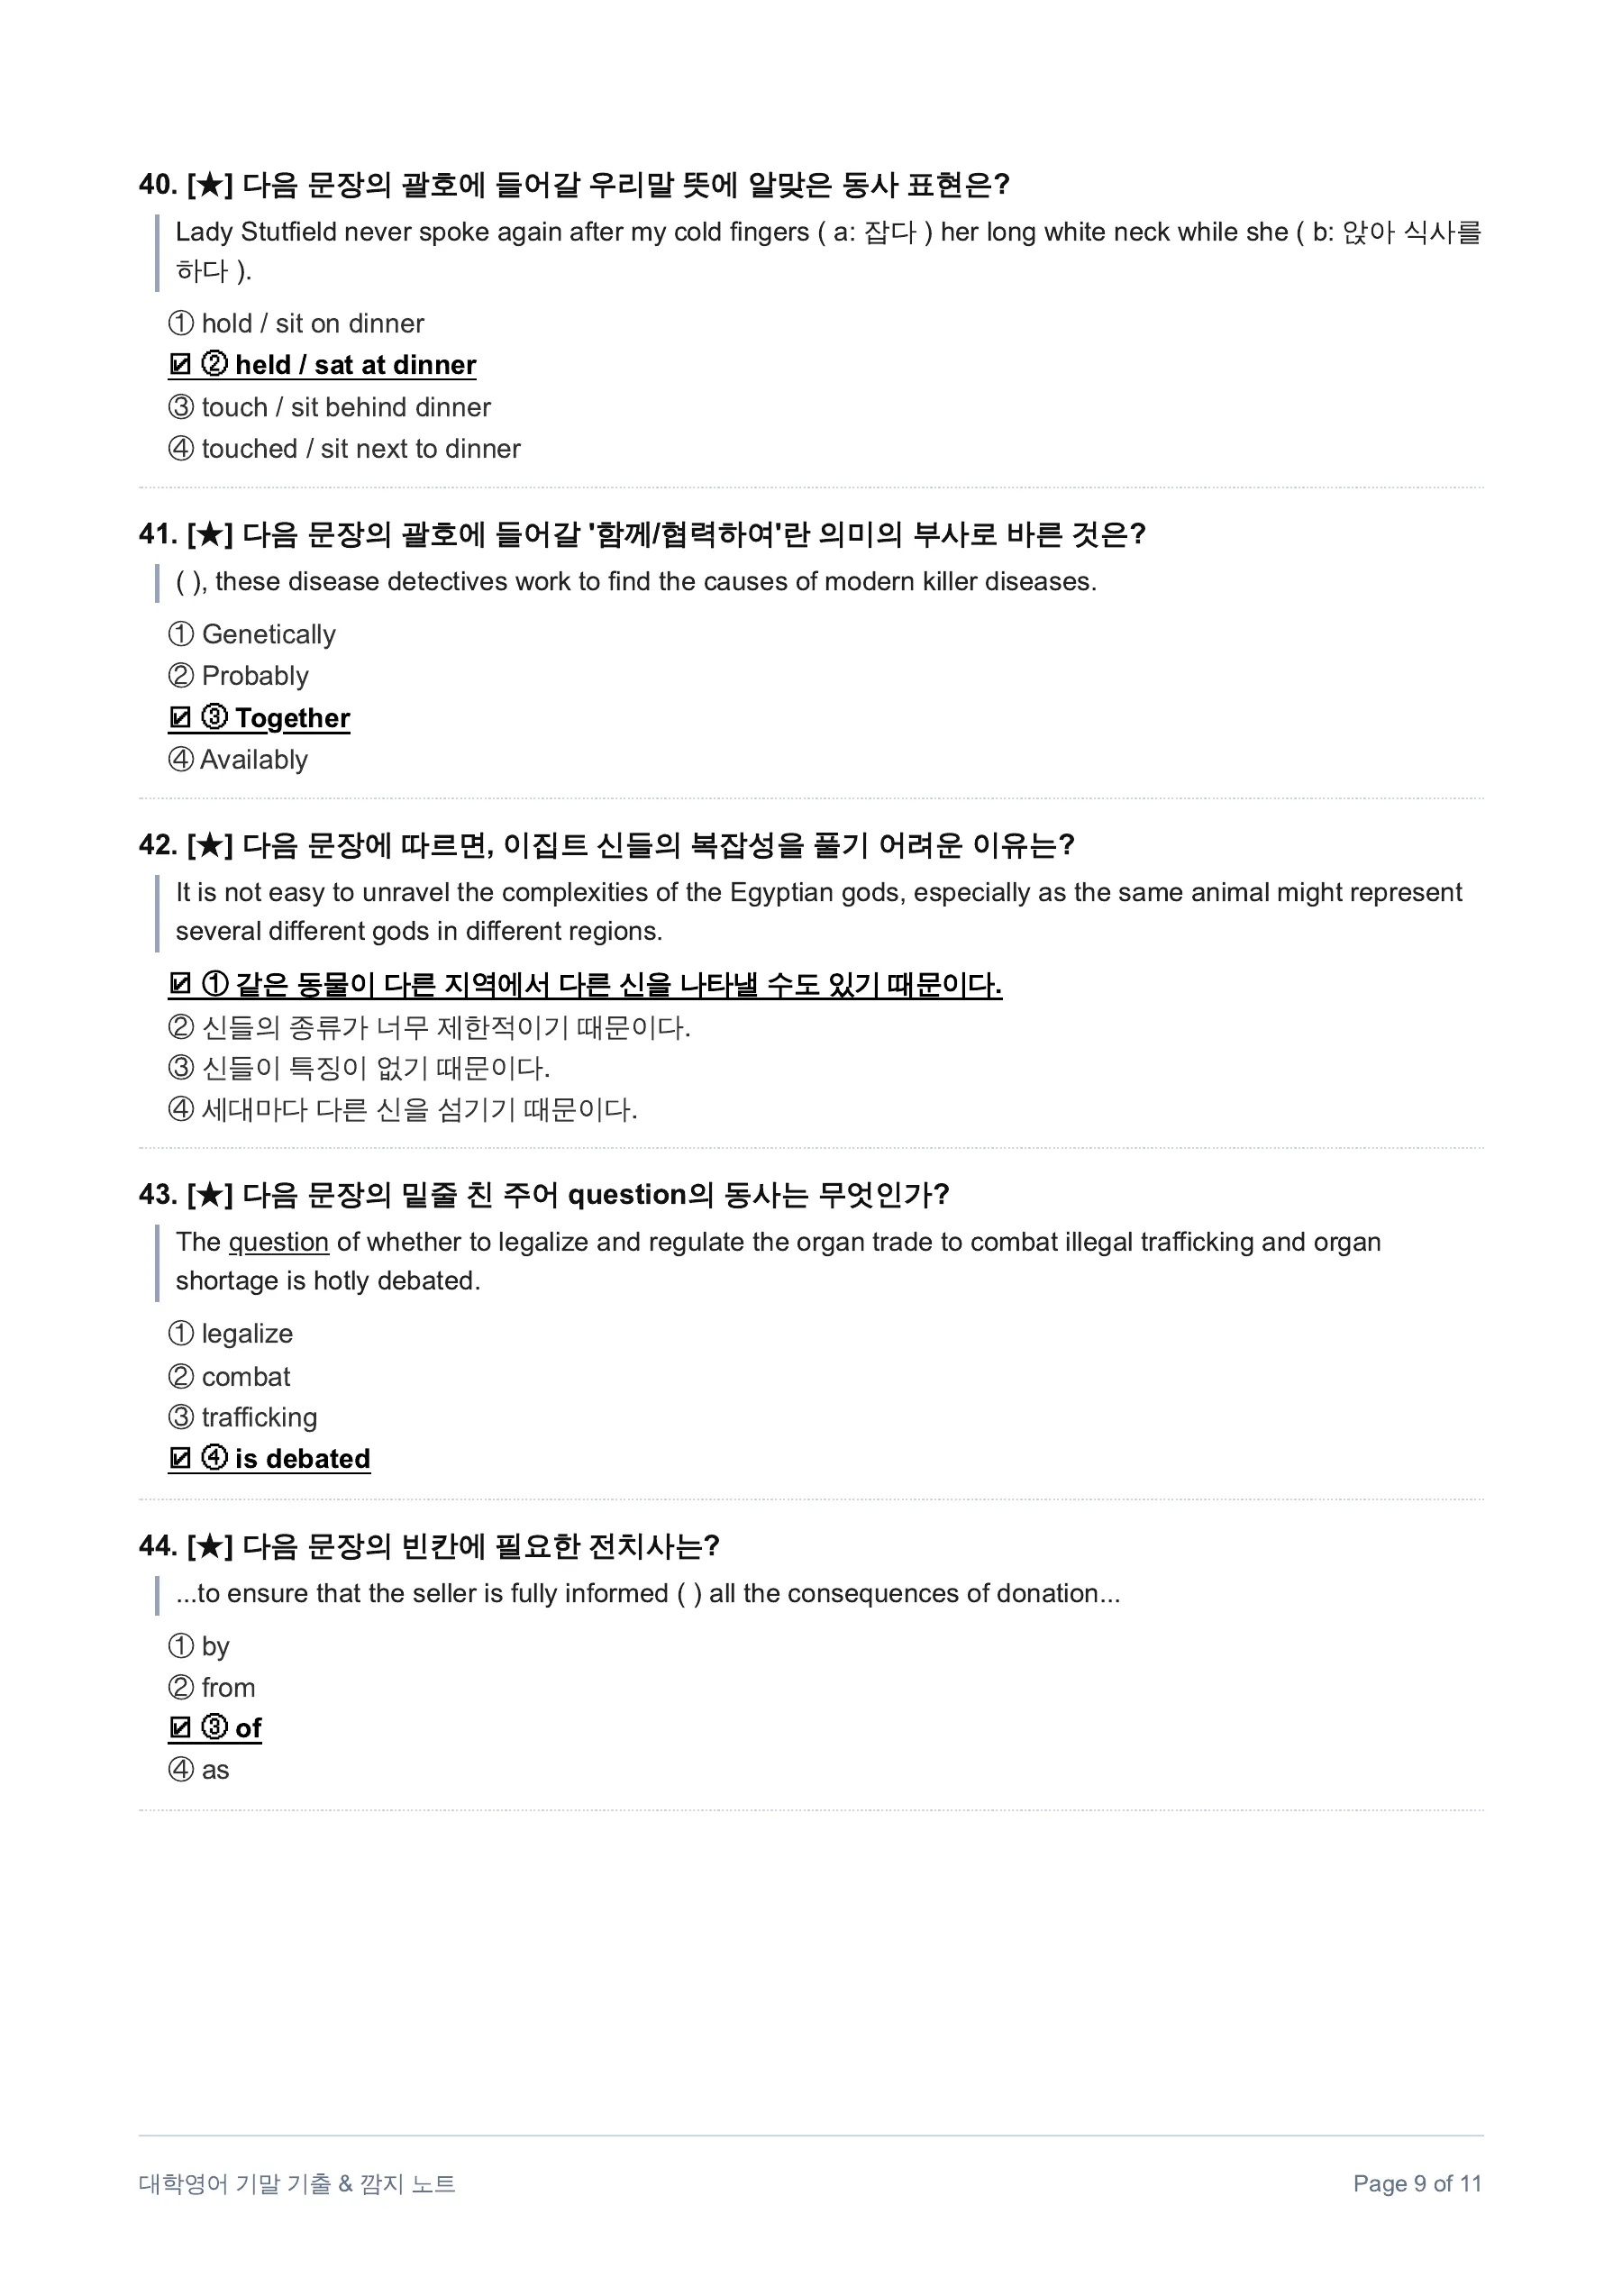 40. [★] 다음 문장의 괄호에 들어갈 우리말 뜻에 알맞은 동사 표현은?
Lady Stutfield never spoke again after my cold fingers ( a: 잡다 ) her long white neck while she ( b: 앉아 식사를
하다 ).
① hold / sit on dinner
☑ ② held / sat at dinner
③ touch / sit behind dinner
④ touched / sit next to dinner
41. [★] 다음 문장의 괄호에 들어갈 '함께/협력하여'란 의미의 부사로 바른 것은?
( ), these disease detectives work to find the causes of modern killer diseases.
① Genetically
② Probably
☑ ③ Together
④ Availably
42. [★] 다음 문장에 따르면, 이집트 신들의 복잡성을 풀기 어려운 이유는?
It is not easy to unravel the complexities of the Egyptian gods, especially as the same animal might represent
several different gods in different regions.
☑ ① 같은 동물이 다른 지역에서 다른 신을 나타낼 수도 있기 때문이다.
② 신들의 종류가 너무 제한적이기 때문이다.
③ 신들이 특징이 없기 때문이다.
④ 세대마다 다른 신을 섬기기 때문이다.
43. [★] 다음 문장의 밑줄 친 주어 question의 동사는 무엇인가?
The question of whether to legalize and regulate the organ trade to combat illegal trafficking and organ
shortage is hotly debated.
① legalize
② combat
③ trafficking
☑ ④ is debated
44. [★] 다음 문장의 빈칸에 필요한 전치사는?
...to ensure that the seller is fully informed ( ) all the consequences of donation...
① by
② from
☑ ③ of
④ as
대학영어 기말 기출 & 깜지 노트
Page 9 of 11